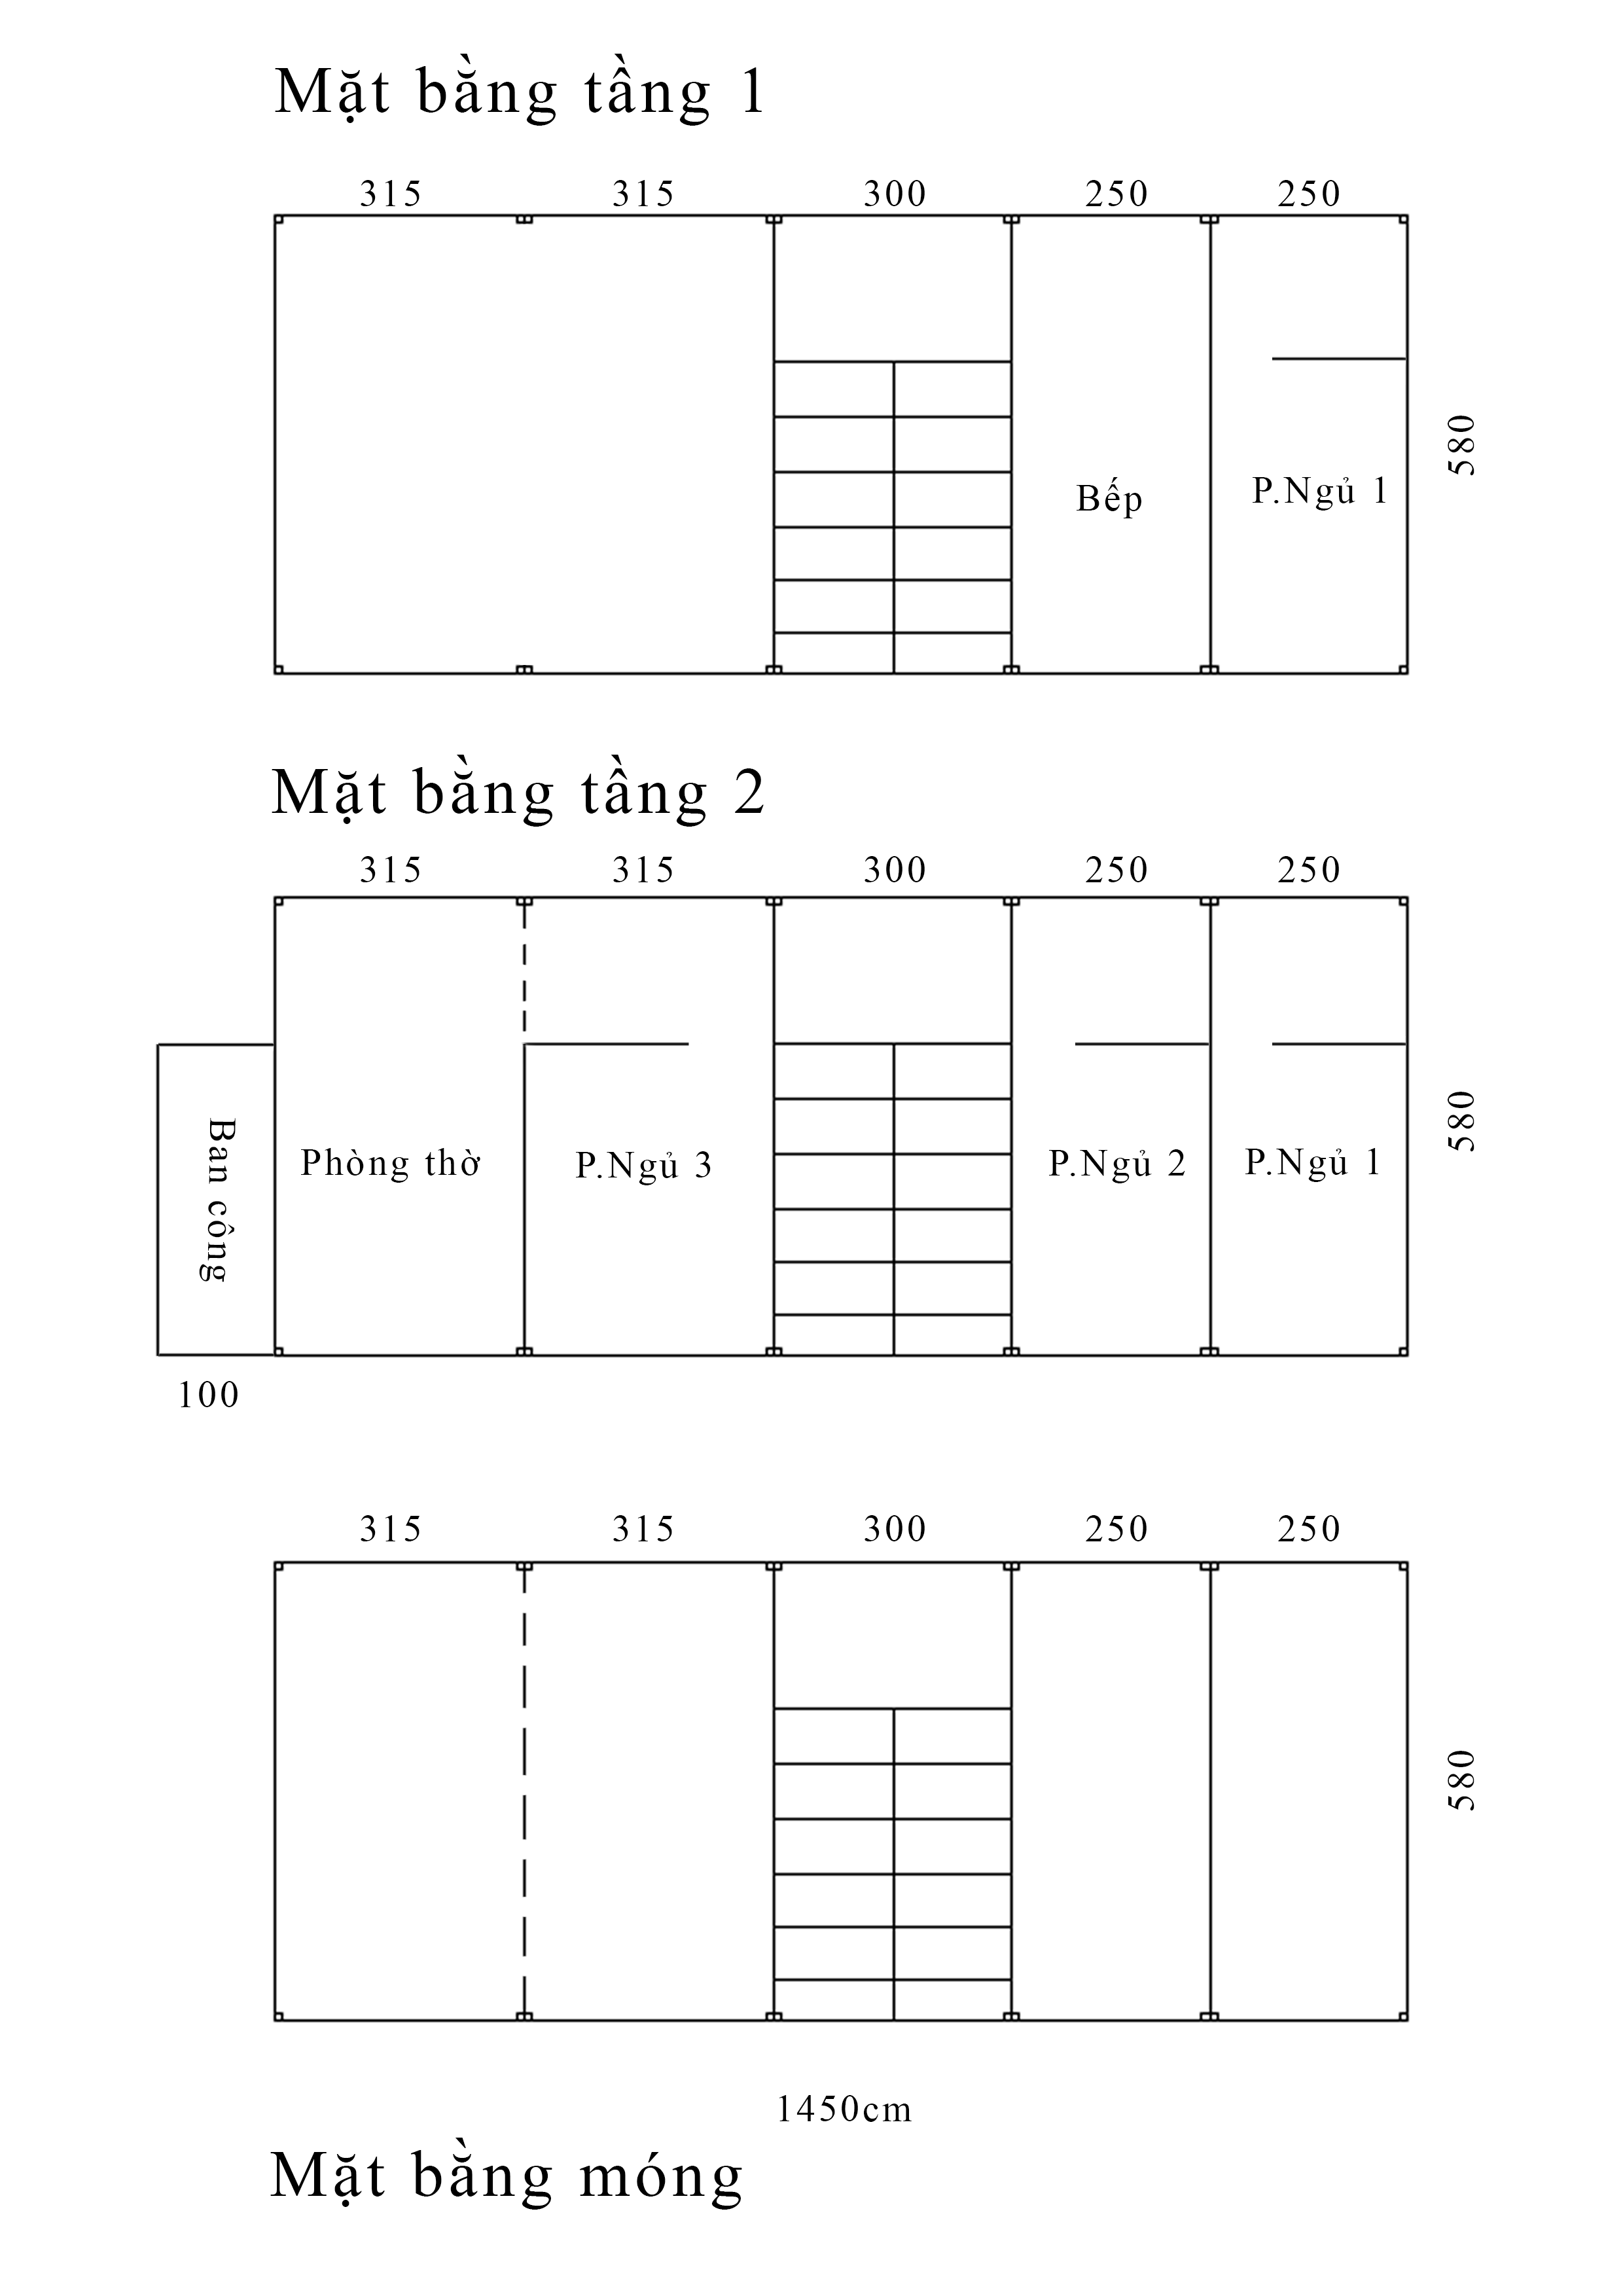 Mặt bằng tầng 1
315 315 300 250 250
Bếp
P.Ngủ 1
580
Mặt bằng tầng 2
315 315 300 250 250
Ban công
Phòng thờ
P.Ngủ 3
P.Ngủ 2
P.Ngủ 1
580
100
315 315 300 250 250
580
1450cm
Mặt bằng móng